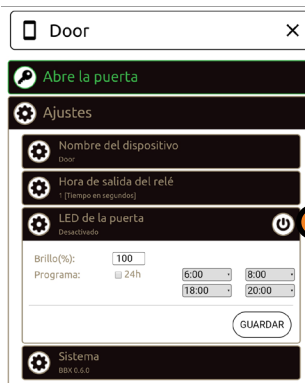 Door
Abre la puerta
Ajustes
Nombre del dispositivo
Door
Hora de salida del relé
1 [Tiempo en segundos]
LED de la puerta
Desactivado
Brillo(%): 100
Programa: 24h 6:00 8:00
18:00 20:00
GUARDAR
Sistema
BBX 0.6.0